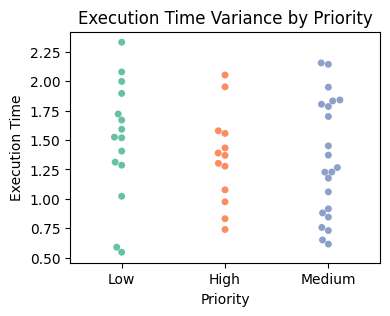 Execution Time Variance by Priority
Execution Time
2.25
2.00
1.75
1.50
1.25
1.00
0.75
0.50
Low High Medium
Priority